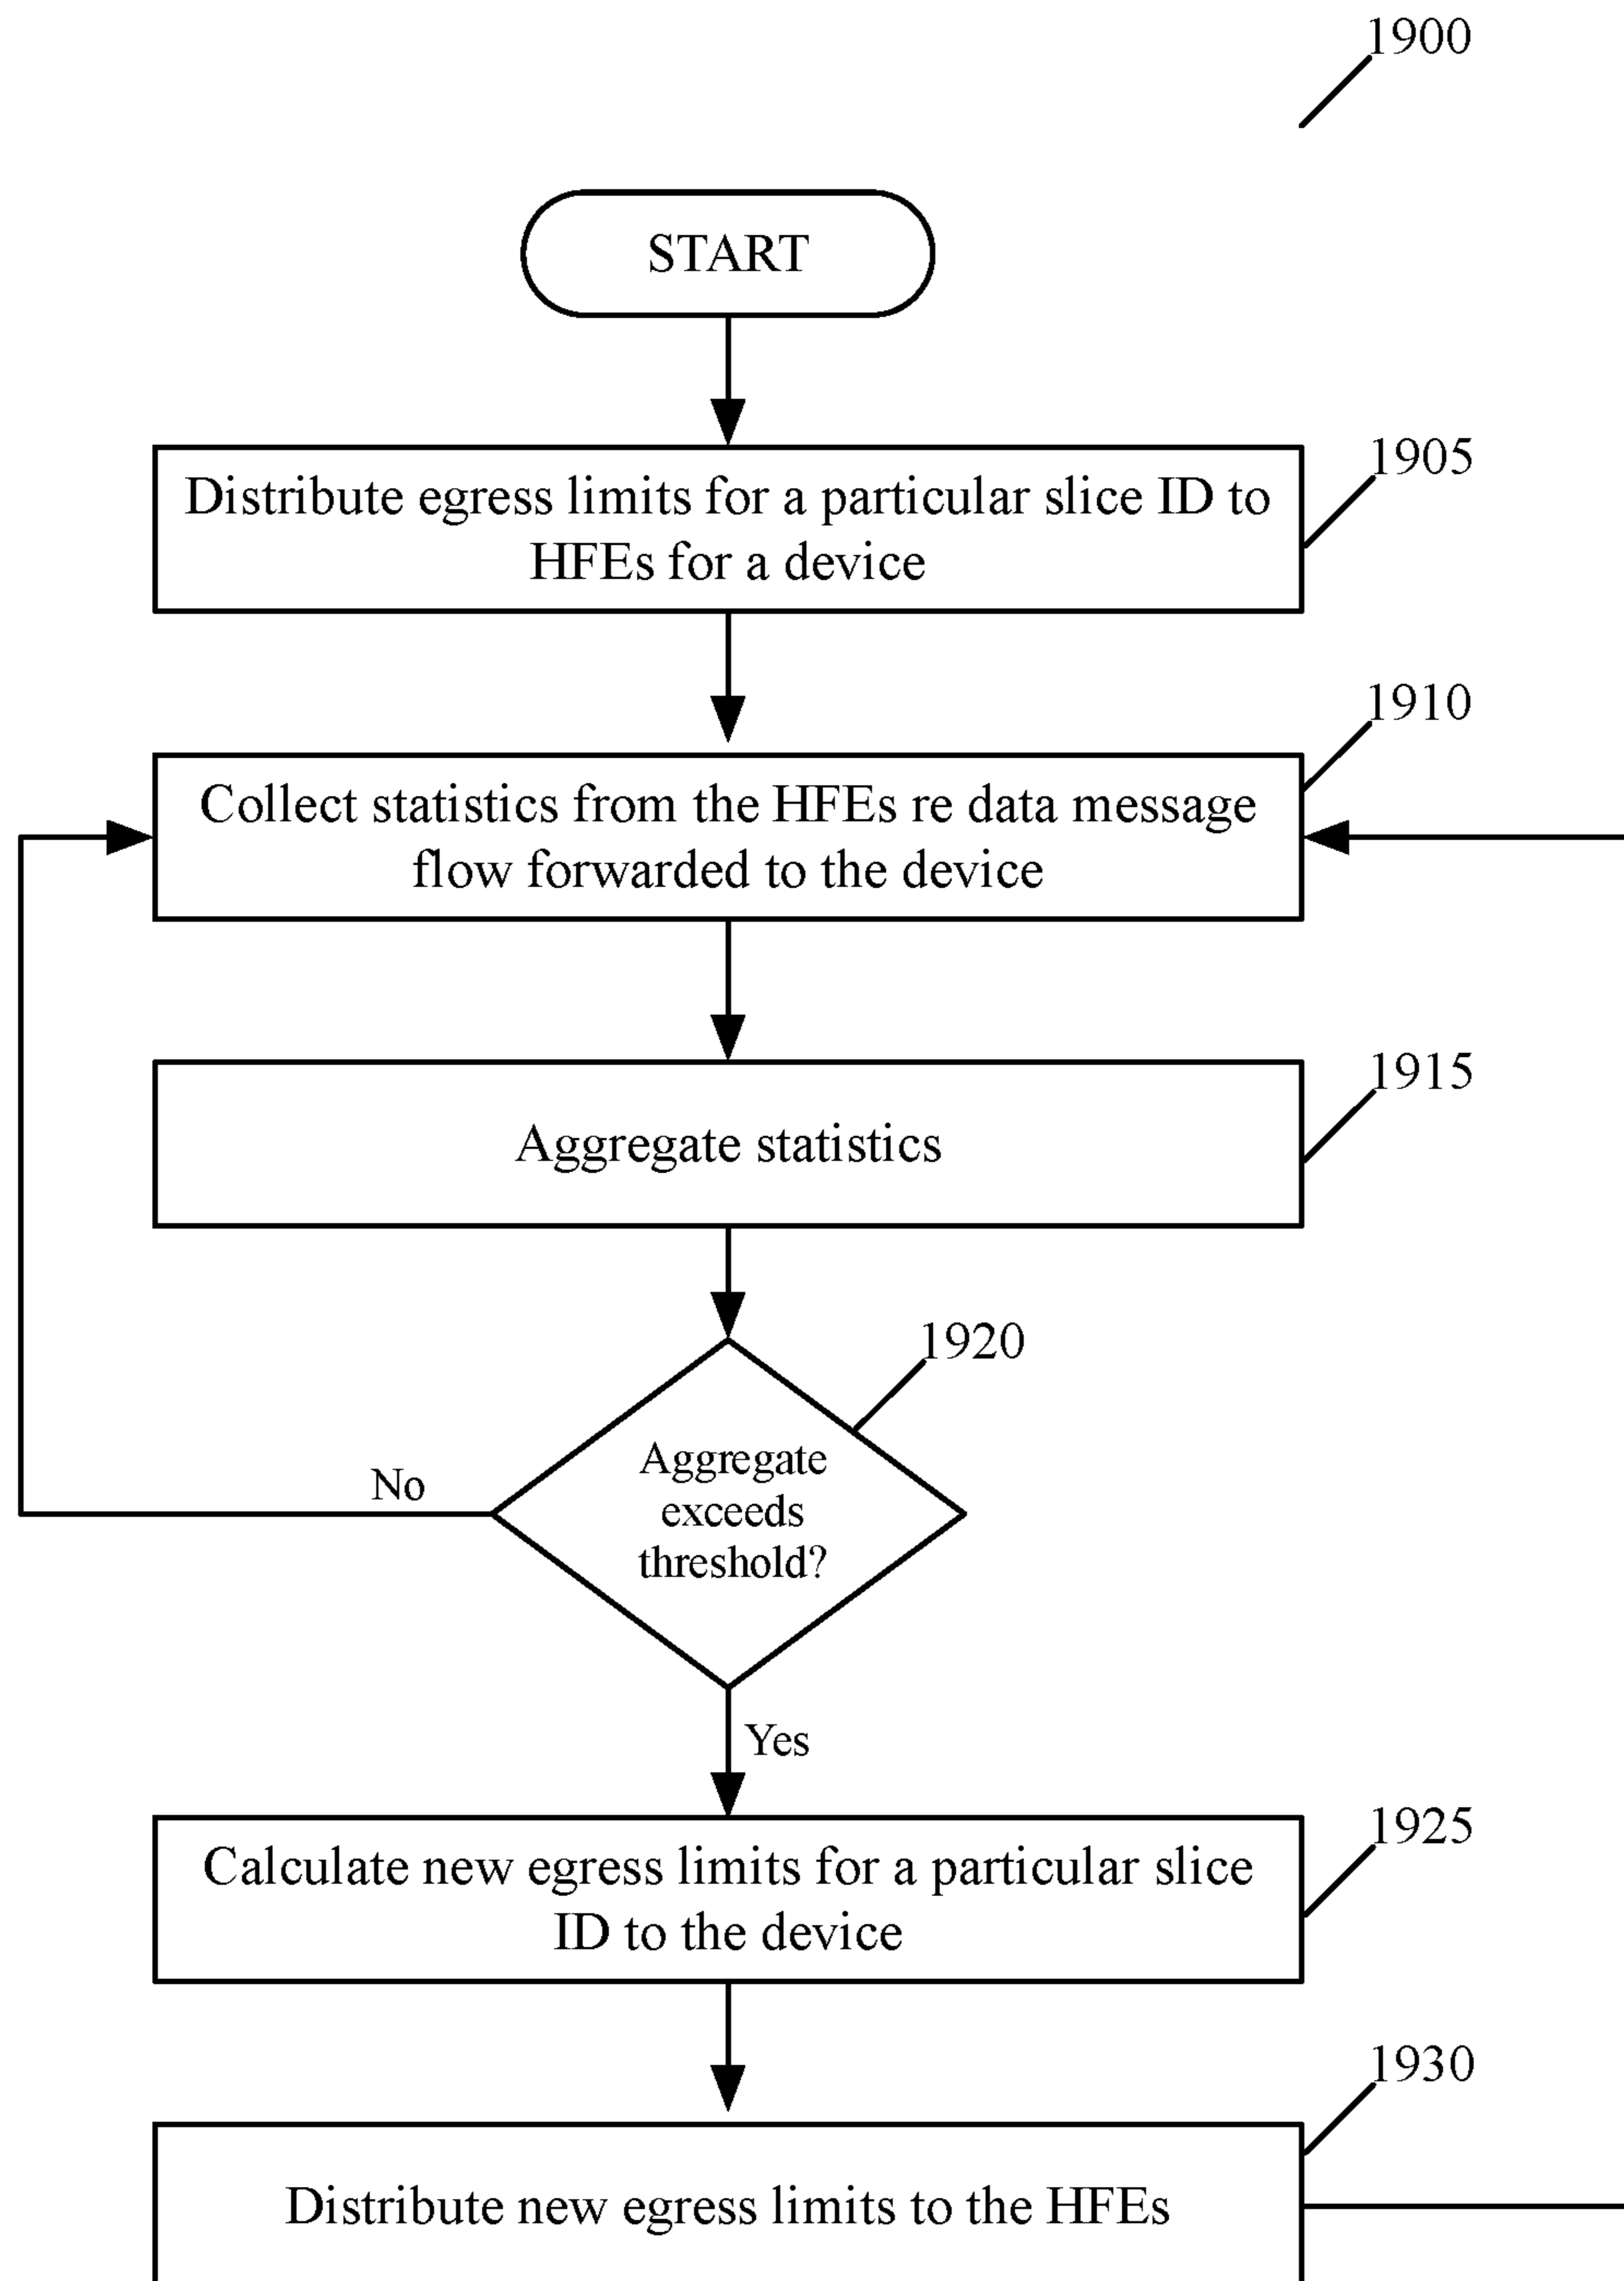 1900
START
1905
Distribute egress limits for a particular slice ID to
HFEs for a device
1910
Collect statistics from the HFEs re data message
flow forwarded to the device
1915
Aggregate statistics
1920
Aggregate
exceeds
threshold?
No
Yes
1925
Calculate new egress limits for a particular slice
ID to the device
1930
Distribute new egress limits to the HFEs